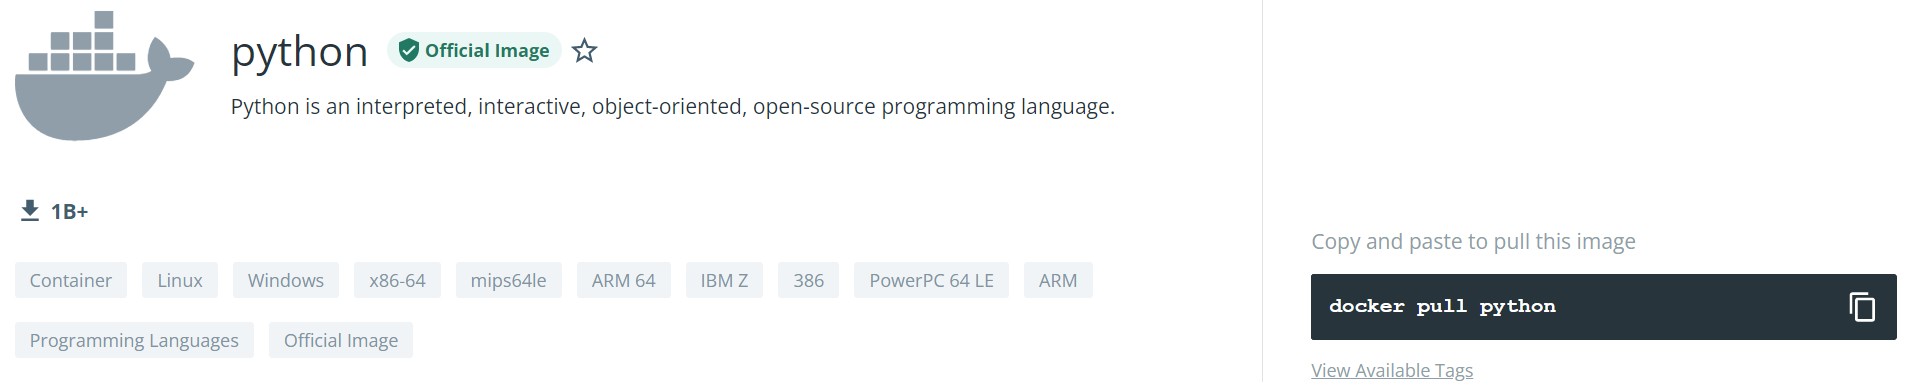 python Official Image
Python is an interpreted, interactive, object-oriented, open-source programming language.
1B+
Container Linux Windows x86-64 mips64le ARM 64 IBM Z 386 PowerPC 64 LE ARM
Programming Languages Official Image
Copy and paste to pull this image
docker pull python
View Available Tags